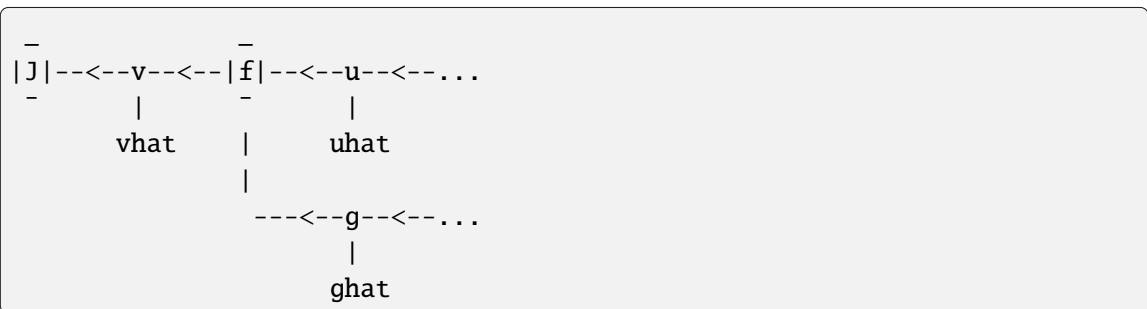 _           _
|J|--<--v--<--|f|--<--u--<--...
 ¯      |      ¯      |
       vhat    |     uhat
               |
                ---<--g--<--...
                      |
                     ghat